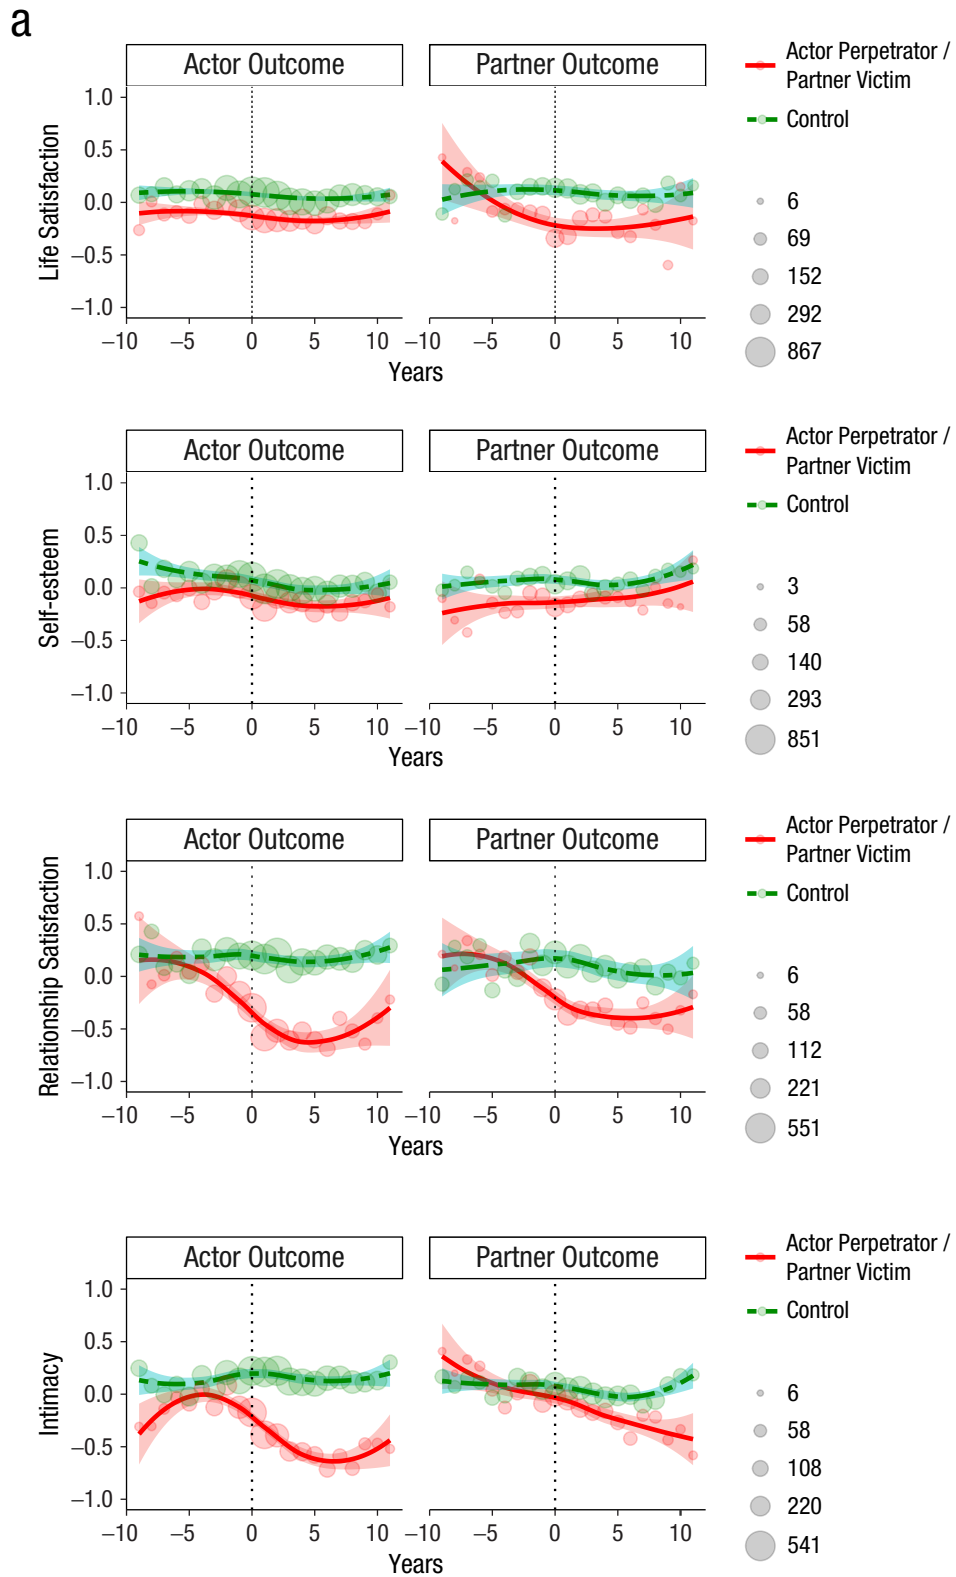 a
Actor Outcome
Partner Outcome
Actor Perpetrator /
Partner Victim
Control
1.0
0.5
0.0
−0.5
−1.0
Life Satisfaction
−10 −5 0 5 10
−10 −5 0 5 10
Years
6
69
152
292
867
Actor Outcome
Partner Outcome
Actor Perpetrator /
Partner Victim
Control
1.0
0.5
0.0
−0.5
−1.0
Self-esteem
−10 −5 0 5 10
−10 −5 0 5 10
Years
3
58
140
293
851
Actor Outcome
Partner Outcome
Actor Perpetrator /
Partner Victim
Control
1.0
0.5
0.0
−0.5
−1.0
Relationship Satisfaction
−10 −5 0 5 10
−10 −5 0 5 10
Years
6
58
112
221
551
Actor Outcome
Partner Outcome
Actor Perpetrator /
Partner Victim
Control
1.0
0.5
0.0
−0.5
−1.0
Intimacy
−10 −5 0 5 10
−10 −5 0 5 10
Years
6
58
108
220
541